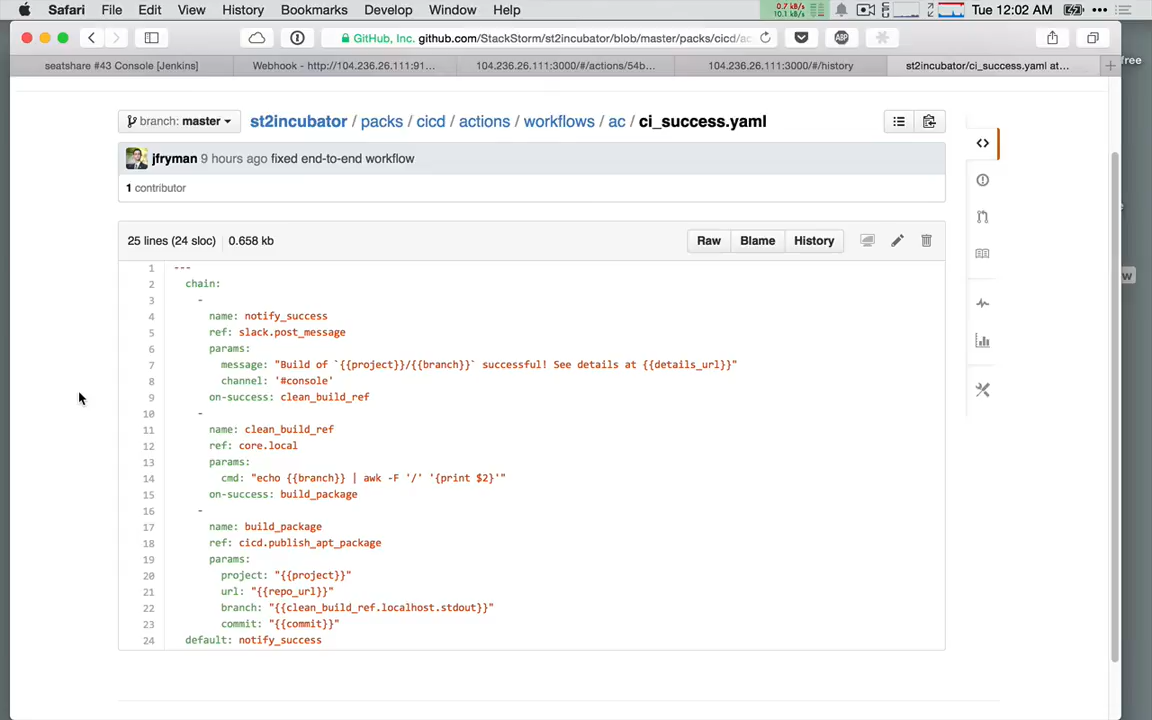 Safari File Edit View History Bookmarks Develop Window Help 0.7 kB 10.1 kB/s Tue 12:02 AM
GitHub, Inc. github.com/StackStorm/st2incubator/blob/master/packs/cicd/ac
ABP
free
seatshare #43 Console [Jenkins] Webhook - http://104.236.26.111:91... 104.236.26.111:3000/#/actions/54b... 104.236.26.111:3000/#/history st2incubator/ci_success.yaml at...
branch: master st2incubator / packs / cicd / actions / workflows / ac / ci_success.yaml
jfryman 9 hours ago fixed end-to-end workflow
1 contributor
25 lines (24 sloc) 0.658 kb Raw Blame History
w
1 ---
2 chain:
3 -
4 name: notify_success
5 ref: slack.post_message
6 params:
7 message: "Build of `{{project}}/{{branch}}` successful! See details at {{details_url}}"
8 channel: '#console'
9 on-success: clean_build_ref
10 -
11 name: clean_build_ref
12 ref: core.local
13 params:
14 cmd: "echo {{branch}} | awk -F '/' '{print $2}'"
15 on-success: build_package
16 -
17 name: build_package
18 ref: cicd.publish_apt_package
19 params:
20 project: "{{project}}"
21 url: "{{repo_url}}"
22 branch: "{{clean_build_ref.localhost.stdout}}"
23 commit: "{{commit}}"
24 default: notify_success